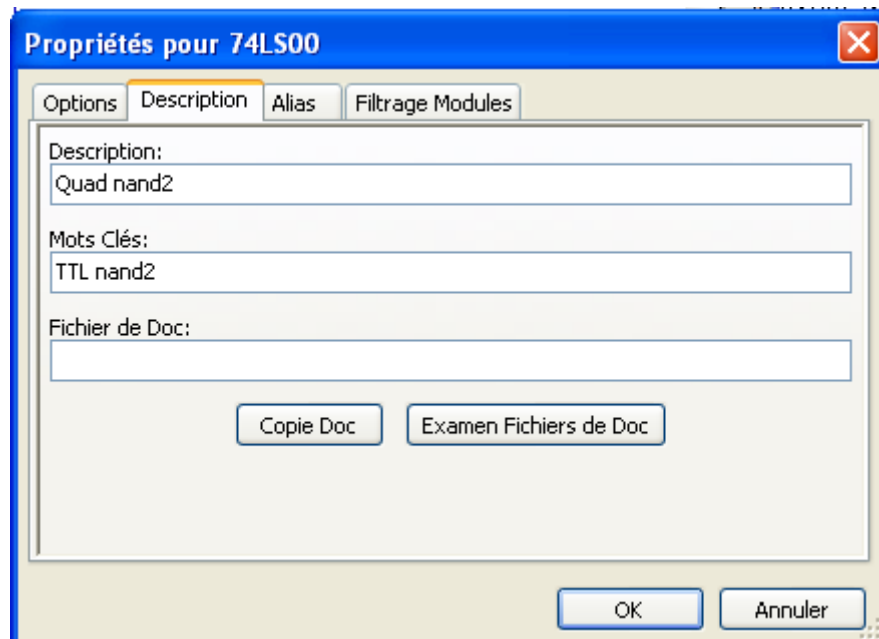 Propriétés pour 74LS00
Options Description Alias Filtrage Modules
Description:
Quad nand2
Mots Clés:
TTL nand2
Fichier de Doc:
Copie Doc Examen Fichiers de Doc
OK Annuler